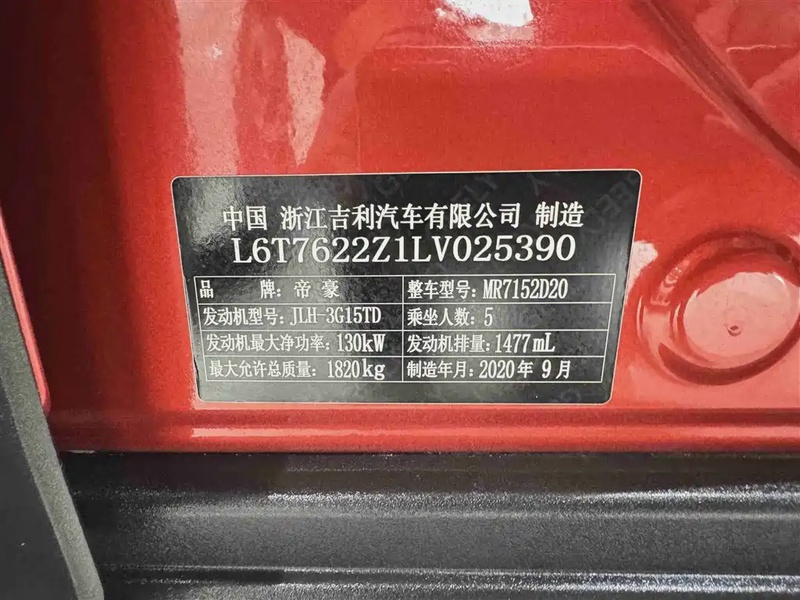 中国 浙江吉利汽车有限公司 制造
L6T7622Z1LV025390
品 牌: 帝豪 整车型号: MR7152D20
发动机型号: JLH-3G15TD 乘坐人数: 5
发动机最大净功率: 130kW 发动机排量: 1477mL
最大允许总质量: 1820kg 制造年月: 2020年9月